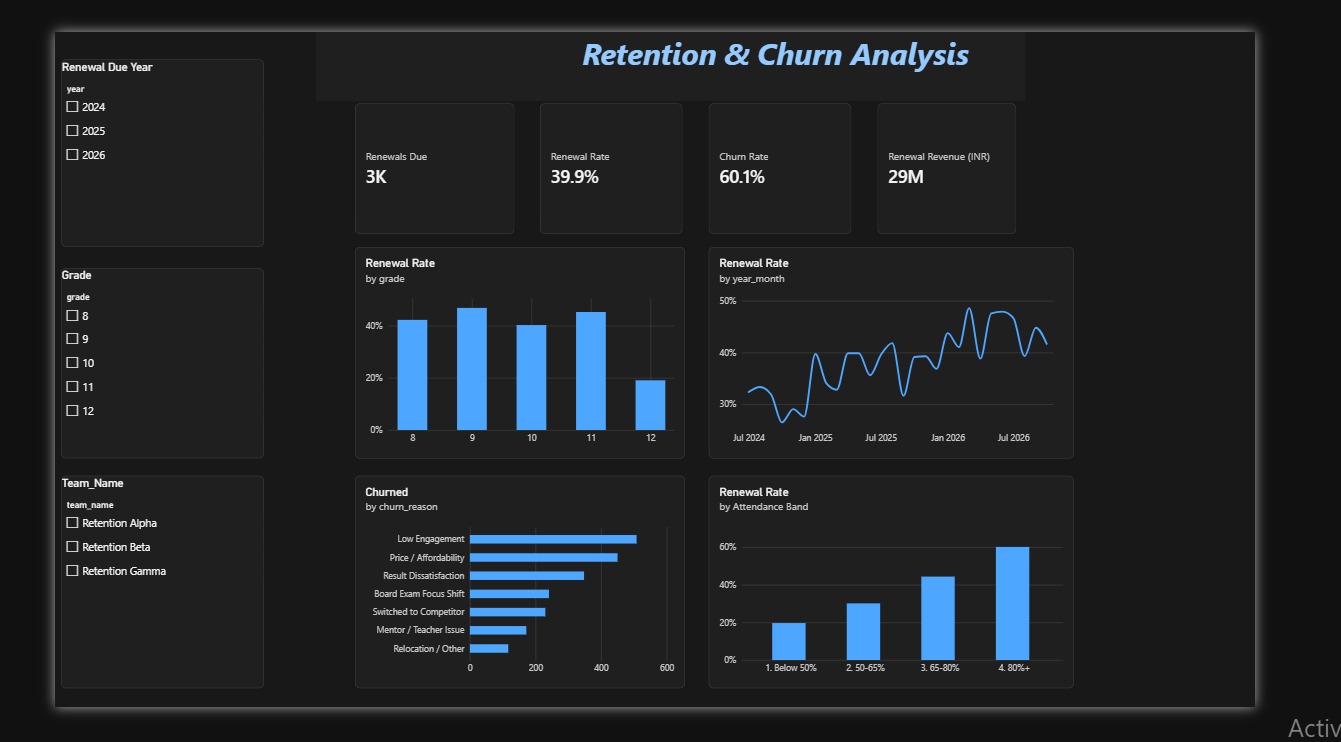 Retention & Churn Analysis
Renewal Due Year
year
2024
2025
2026
Grade
grade
8
9
10
11
12
Team_Name
team_name
Retention Alpha
Retention Beta
Retention Gamma
Renewals Due
3K
Renewal Rate
39.9%
Churn Rate
60.1%
Renewal Revenue (INR)
29M
Renewal Rate
by grade
40%
20%
0%
8 9 10 11 12
Renewal Rate
by year_month
50%
40%
30%
Jul 2024 Jan 2025 Jul 2025 Jan 2026 Jul 2026
Churned
by churn_reason
Low Engagement
Price / Affordability
Result Dissatisfaction
Board Exam Focus Shift
Switched to Competitor
Mentor / Teacher Issue
Relocation / Other
0 200 400 600
Renewal Rate
by Attendance Band
60%
40%
20%
0%
1. Below 50% 2. 50-65% 3. 65-80% 4. 80%+
Activ